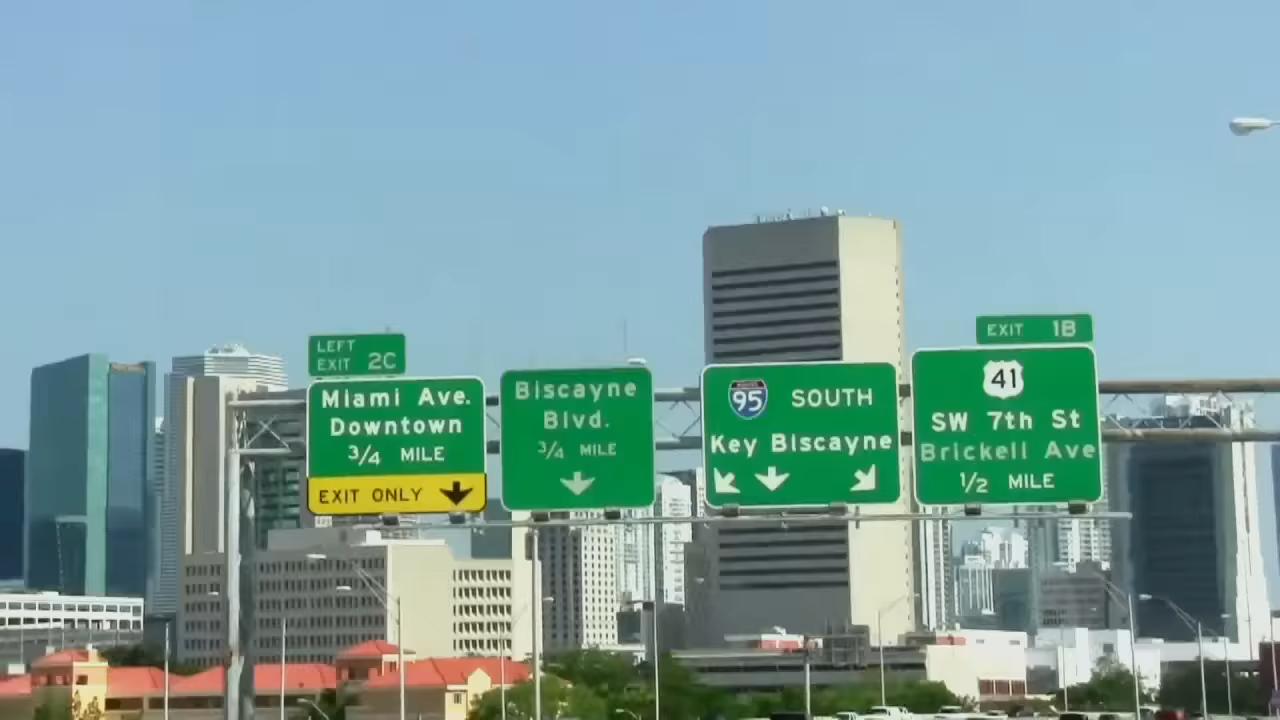 LEFT
EXIT 2C
Miami Ave.
Downtown
3/4 MILE
EXIT ONLY
Biscayne
Blvd.
3/4 MILE
95 SOUTH
Key Biscayne
EXIT 1B
41
SW 7th St
Brickell Ave
1/2 MILE